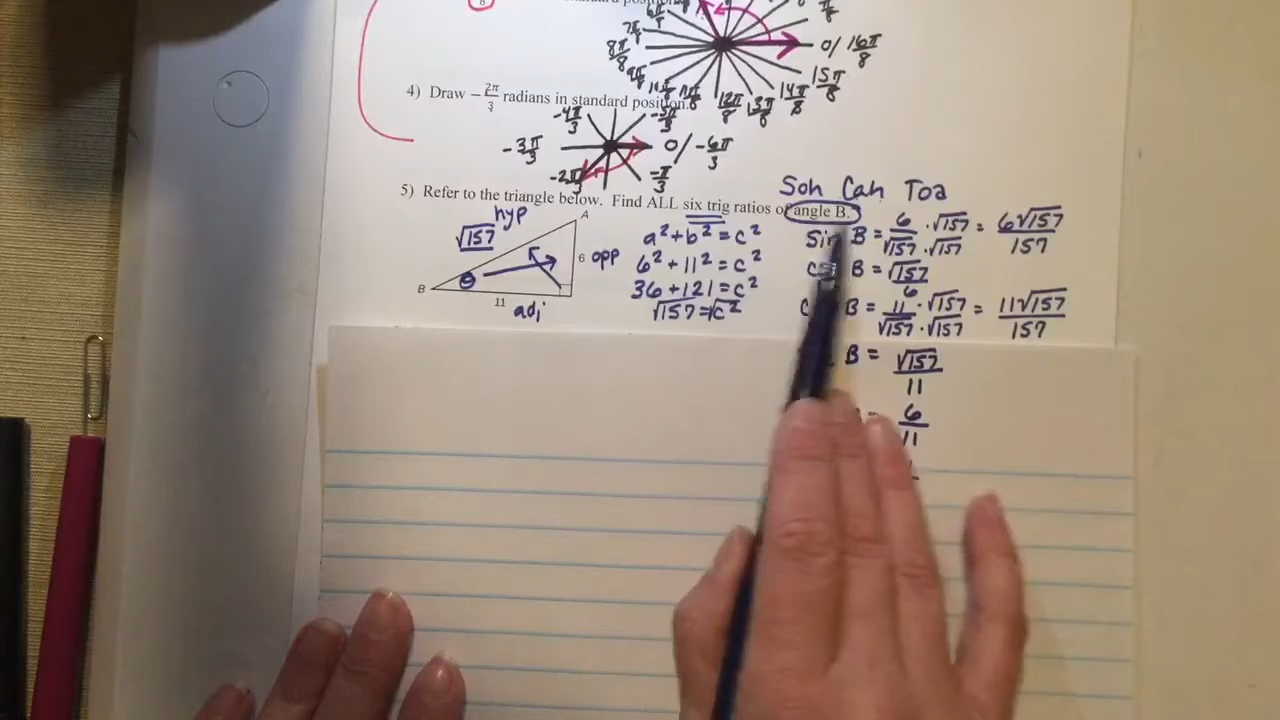 8
standard position.
7π/8
8π/8
9π/8
0/ 16π/8
15π/8
14π/8
13π/8
12π/8
4) Draw −2π/3 radians in standard position.
-4π/3
-5π/3
-3π/3
0/ -6π/3
-2π/3
-π/3
Soh Cah Toa
5) Refer to the triangle below. Find ALL six trig ratios of angle B.
hyp
√157
A
6 opp
B
θ
11
adj
a² + b² = c²
6² + 11² = c²
36 + 121 = c²
√157 = √c²
Sin B = 6/√157 · √157/√157 = 6√157/157
B = √157/6
B = 11/√157 · √157/√157 = 11√157/157
B = √157/11
= 6/11